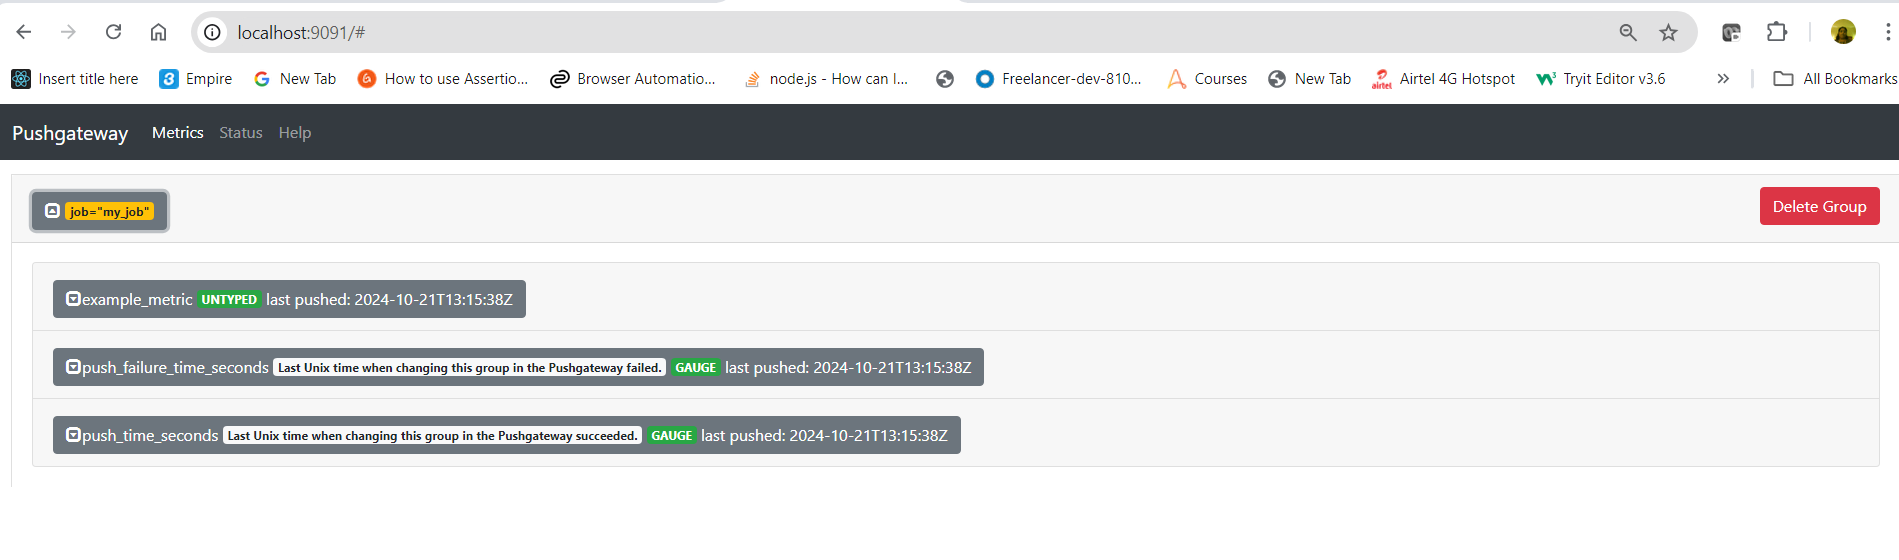 localhost:9091/#
Insert title here Empire New Tab How to use Assertio... Browser Automatio... node.js - How can I... Freelancer-dev-810... Courses New Tab Airtel 4G Hotspot Tryit Editor v3.6 » All Bookmarks
Pushgateway Metrics Status Help
job="my_job" Delete Group
example_metric UNTYPED last pushed: 2024-10-21T13:15:38Z
push_failure_time_seconds Last Unix time when changing this group in the Pushgateway failed. GAUGE last pushed: 2024-10-21T13:15:38Z
push_time_seconds Last Unix time when changing this group in the Pushgateway succeeded. GAUGE last pushed: 2024-10-21T13:15:38Z